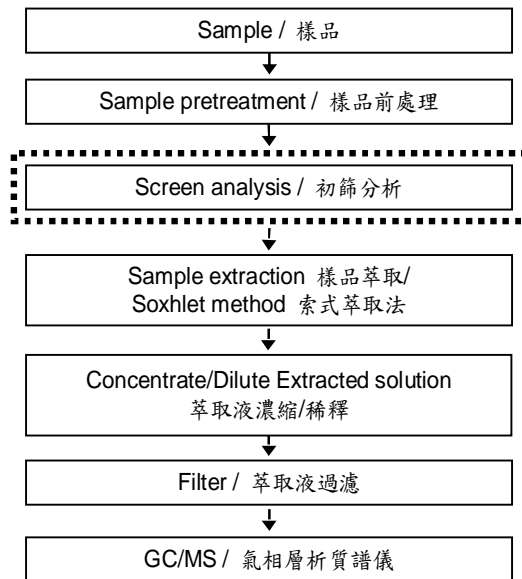 Sample / 樣品
Sample pretreatment / 樣品前處理
Screen analysis / 初篩分析
Sample extraction 樣品萃取/
Soxhlet method 索式萃取法
Concentrate/Dilute Extracted solution
萃取液濃縮/稀釋
Filter / 萃取液過濾
GC/MS / 氣相層析質譜儀